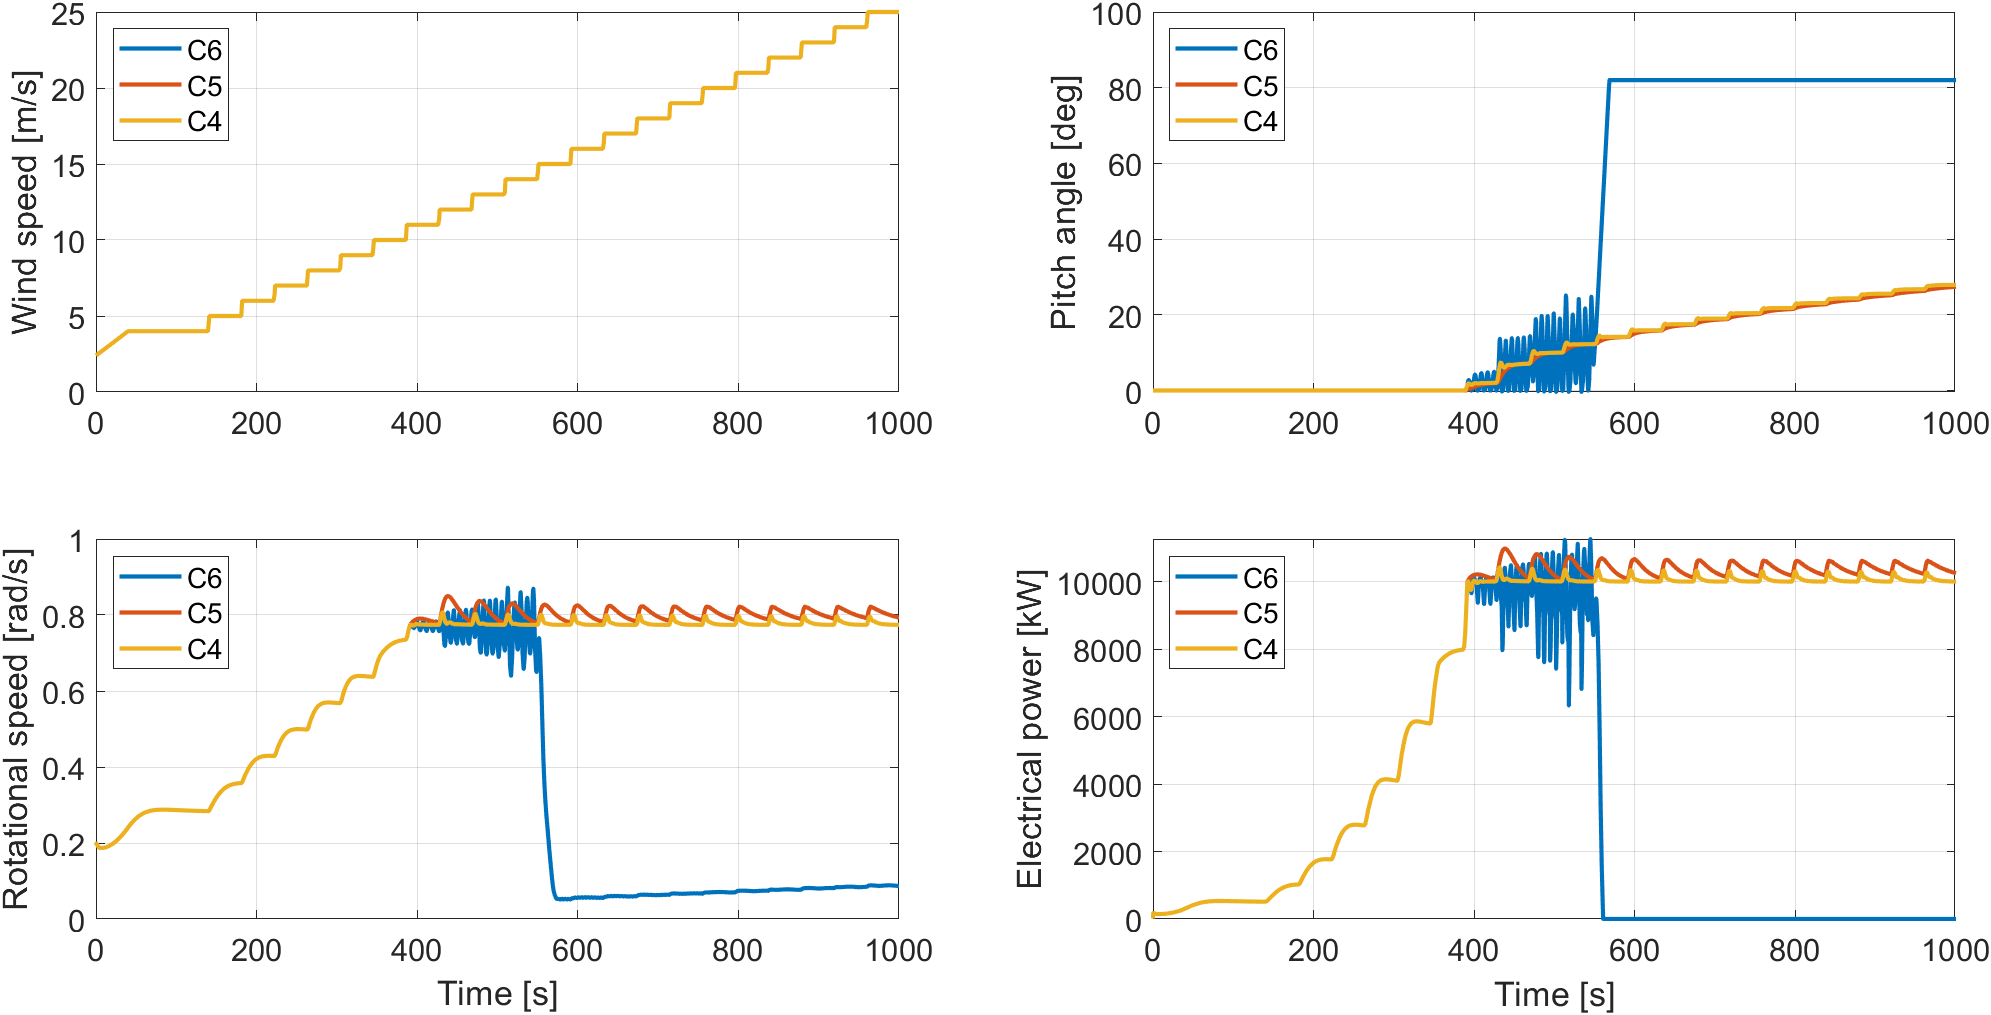 Wind speed [m/s]
25
20
15
10
5
0
C6
C5
C4
0 200 400 600 800 1000
Pitch angle [deg]
100
80
60
40
20
0
C6
C5
C4
0 200 400 600 800 1000
Rotational speed [rad/s]
1
0.8
0.6
0.4
0.2
0
C6
C5
C4
0 200 400 600 800 1000
Time [s]
Electrical power [kW]
10000
8000
6000
4000
2000
0
C6
C5
C4
0 200 400 600 800 1000
Time [s]